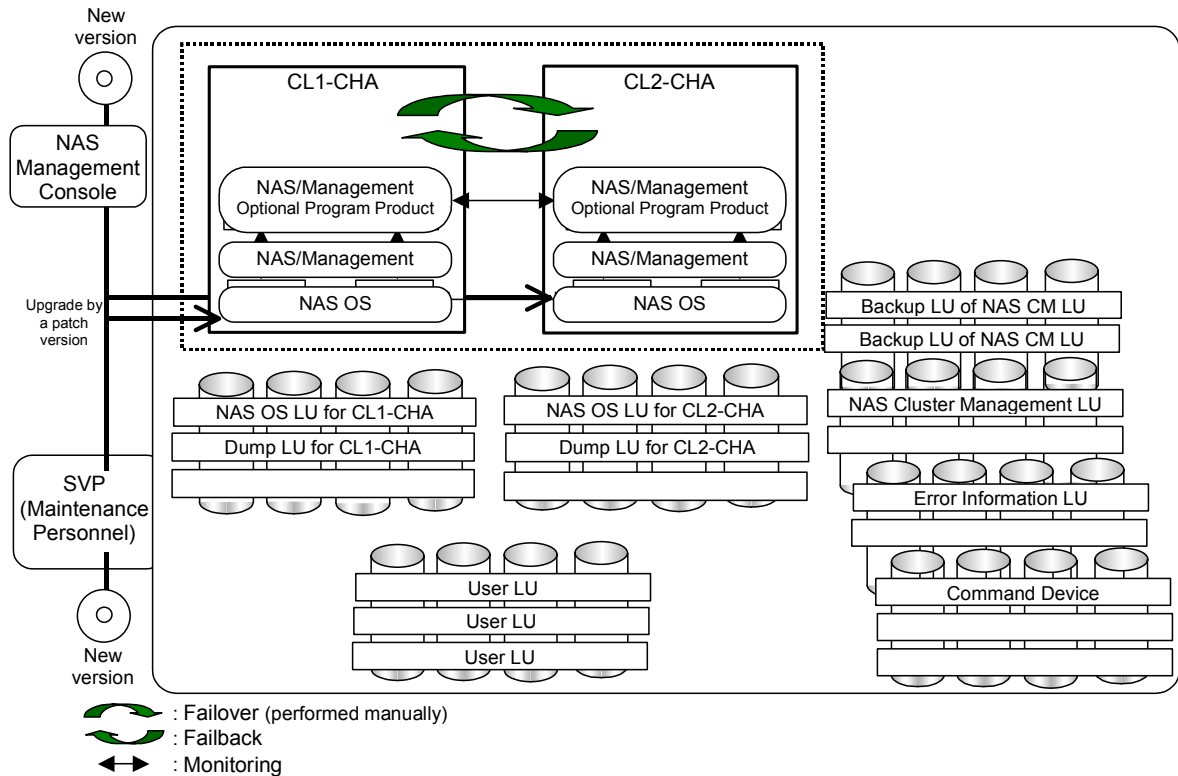 New
version
NAS
Management
Console
Upgrade by
a patch
version
SVP
(Maintenance
Personnel)
New
version
CL1-CHA
CL2-CHA
NAS/Management
Optional Program Product
NAS/Management
Optional Program Product
NAS/Management
NAS/Management
NAS OS
NAS OS
Backup LU of NAS CM LU
Backup LU of NAS CM LU
NAS Cluster Management LU
NAS OS LU for CL1-CHA
Dump LU for CL1-CHA
NAS OS LU for CL2-CHA
Dump LU for CL2-CHA
Error Information LU
Command Device
User LU
User LU
User LU
: Failover (performed manually)
: Failback
: Monitoring